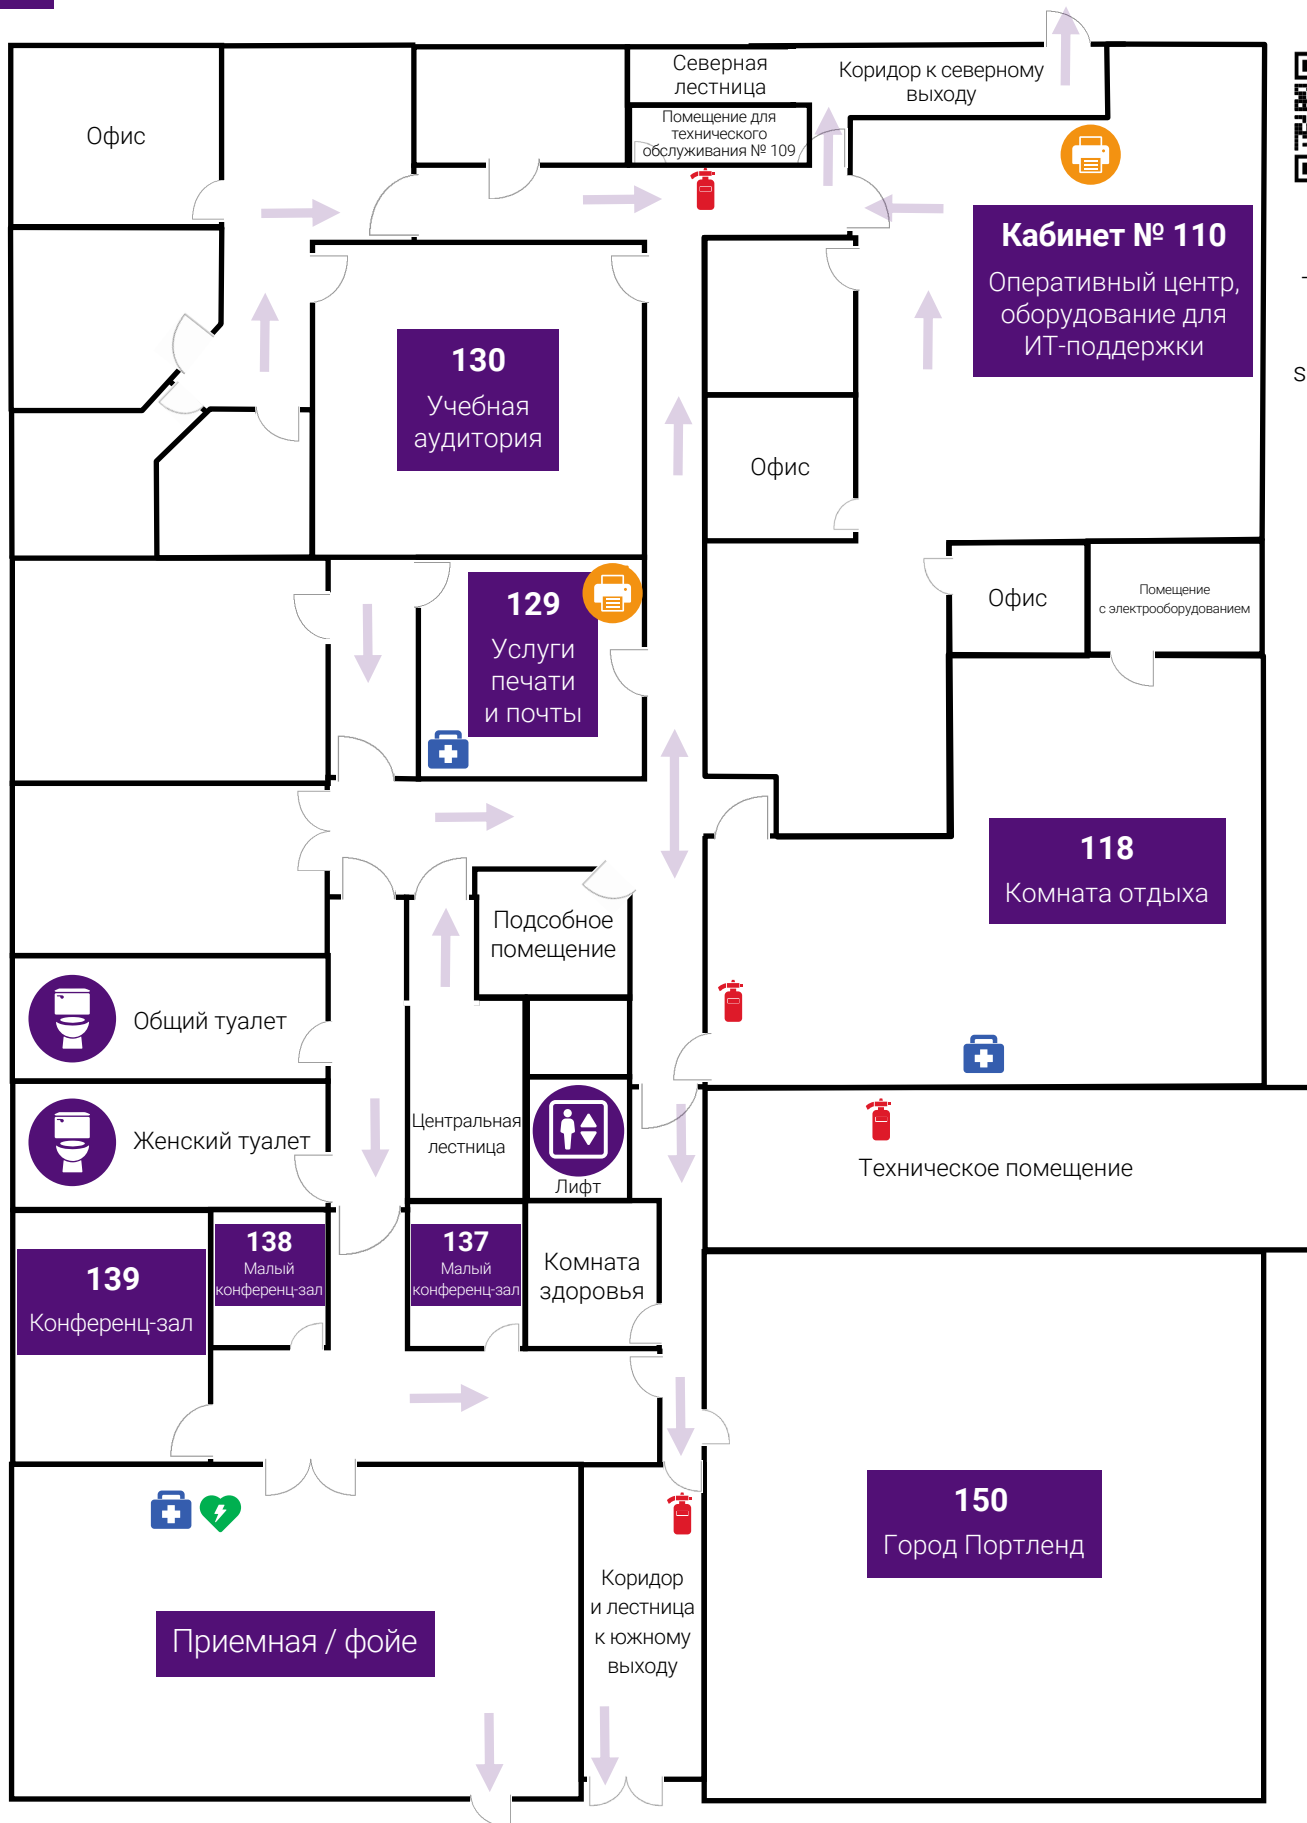 Северная
лестница
Коридор к северному
выходу
Офис
Помещение для
технического
обслуживания № 109
Кабинет № 110
Оперативный центр,
оборудование для
ИТ-поддержки
130
Учебная
аудитория
Офис
129
Услуги
печати
и почты
Офис
Помещение
с электрооборудованием
118
Комната отдыха
Подсобное
помещение
Общий туалет
Женский туалет
Центральная
лестница
Лифт
Техническое помещение
139
Конференц-зал
138
Малый
конференц-зал
137
Малый
конференц-зал
Комната
здоровья
150
Город Портленд
Приемная / фойе
Коридор
и лестница
к южному
выходу